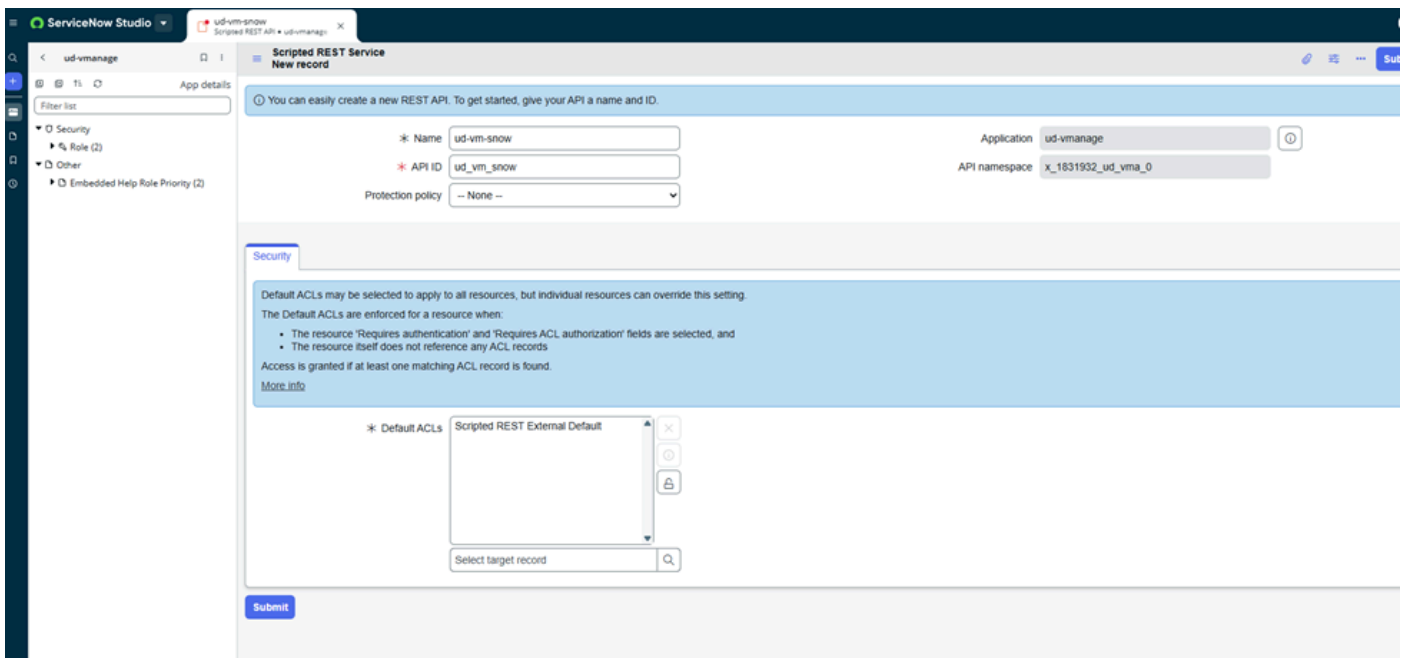 ServiceNow Studio
ud-vm-snow
Scripted REST API • ud-vmanage
ud-vmanage
App details
Filter list
Security
Role (2)
Other
Embedded Help Role Priority (2)
Scripted REST Service
New record
Sub
You can easily create a new REST API. To get started, give your API a name and ID.
Name ud-vm-snow
Application ud-vmanage
API ID ud_vm_snow
API namespace x_1831932_ud_vma_0
Protection policy -- None --
Security
Default ACLs may be selected to apply to all resources, but individual resources can override this setting.
The Default ACLs are enforced for a resource when:
• The resource 'Requires authentication' and 'Requires ACL authorization' fields are selected, and
• The resource itself does not reference any ACL records
Access is granted if at least one matching ACL record is found.
More info
Default ACLs Scripted REST External Default
Select target record
Submit